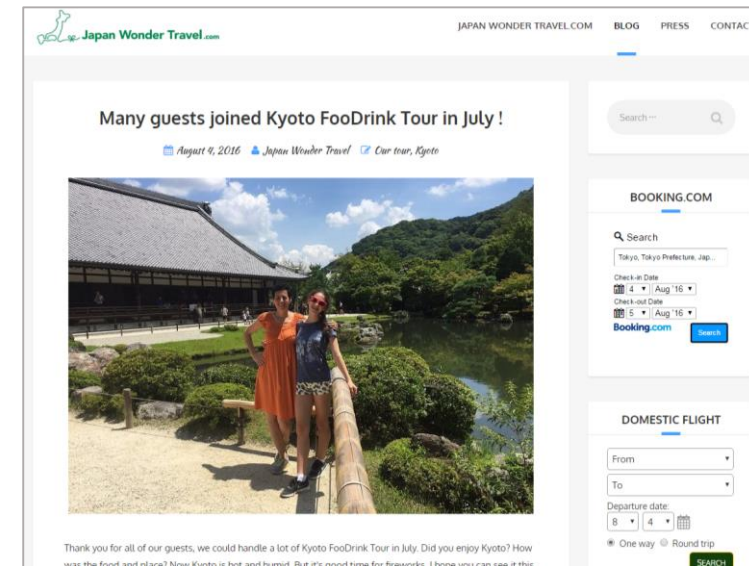 Japan Wonder Travel.com
JAPAN WONDER TRAVEL.COM BLOG PRESS CONTAC
Many guests joined Kyoto FooDrink Tour in July !
August 4, 2016 Japan Wonder Travel Our tour, Kyoto
Thank you for all of our guests, we could handle a lot of Kyoto FooDrink Tour in July. Did you enjoy Kyoto? How
was the food and place? Now Kyoto is hot and humid. But it's good time for fireworks. I hope you can see it this
Search ...
BOOKING.COM
Search
Tokyo, Tokyo Prefecture, Jap...
Check-in Date
4 Aug '16
Check-out Date
5 Aug '16
Booking.com Search
DOMESTIC FLIGHT
From
To
Departure date:
8 4
One way Round trip
SEARCH